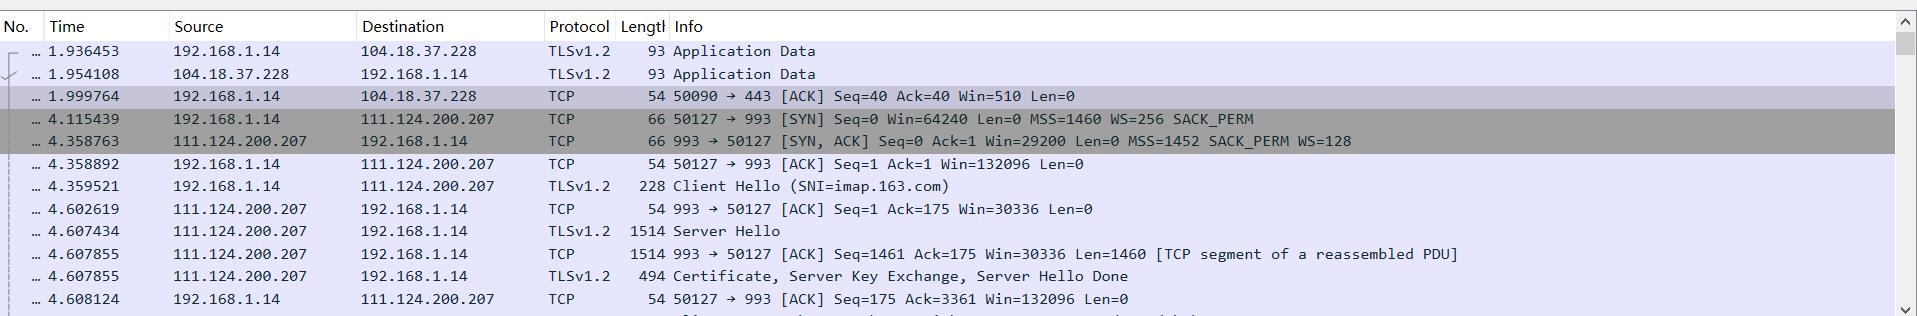 No. Time Source Destination Protocol Length Info
… 1.936453 192.168.1.14 104.18.37.228 TLSv1.2 93 Application Data
… 1.954108 104.18.37.228 192.168.1.14 TLSv1.2 93 Application Data
… 1.999764 192.168.1.14 104.18.37.228 TCP 54 50090 → 443 [ACK] Seq=40 Ack=40 Win=510 Len=0
… 4.115439 192.168.1.14 111.124.200.207 TCP 66 50127 → 993 [SYN] Seq=0 Win=64240 Len=0 MSS=1460 WS=256 SACK_PERM
… 4.358763 111.124.200.207 192.168.1.14 TCP 66 993 → 50127 [SYN, ACK] Seq=0 Ack=1 Win=29200 Len=0 MSS=1452 SACK_PERM WS=128
… 4.358892 192.168.1.14 111.124.200.207 TCP 54 50127 → 993 [ACK] Seq=1 Ack=1 Win=132096 Len=0
… 4.359521 192.168.1.14 111.124.200.207 TLSv1.2 228 Client Hello (SNI=imap.163.com)
… 4.602619 111.124.200.207 192.168.1.14 TCP 54 993 → 50127 [ACK] Seq=1 Ack=175 Win=30336 Len=0
… 4.607434 111.124.200.207 192.168.1.14 TLSv1.2 1514 Server Hello
… 4.607855 111.124.200.207 192.168.1.14 TCP 1514 993 → 50127 [ACK] Seq=1461 Ack=175 Win=30336 Len=1460 [TCP segment of a reassembled PDU]
… 4.607855 111.124.200.207 192.168.1.14 TLSv1.2 494 Certificate, Server Key Exchange, Server Hello Done
… 4.608124 192.168.1.14 111.124.200.207 TCP 54 50127 → 993 [ACK] Seq=175 Ack=3361 Win=132096 Len=0